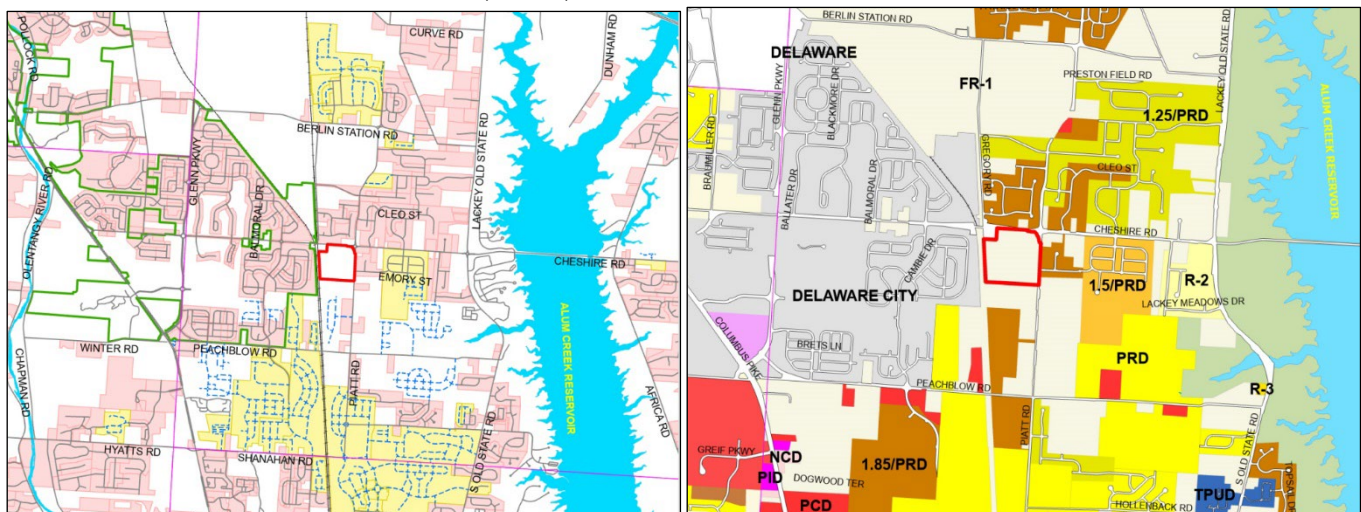 POLLOCK RD
CURVE RD
DUNHAM RD
BERLIN STATION RD
GLENN PKWY
LACKEY OLD STATE RD
OLENTANGY RIVER RD
BALMORAL DR
CLEO ST
CHESHIRE RD
EMORY ST
ALUM CREEK RESERVOIR
WINTER RD
PEACHBLOW RD
CHAPMAN RD
PIATT RD
AFRICA RD
HYATTS RD
SHANAHAN RD
S OLD STATE RD
BERLIN STATION RD
DELAWARE
FR-1
PRESTON FIELD RD
LACKEY OLD STATE RD
GLENN PKWY
BLACKMORE DR
1.25/PRD
ALUM CREEK RESERVOIR
BRAUMILLER RD
GREGORY RD
BALLATER DR
BALMORAL DR
CLEO ST
CHESHIRE RD
CAMBIE DR
DELAWARE CITY
1.5/PRD
R-2
LACKEY MEADOWS DR
COLUMBUS PIKE
BRETS LN
PRD
PEACHBLOW RD
R-3
PIATT RD
GREIF PKWY
NCD
PID
1.85/PRD
DOGWOOD TER
PCD
S OLD STATE RD
TPUD
TOPSAIL DR
HOLLENBACK RD